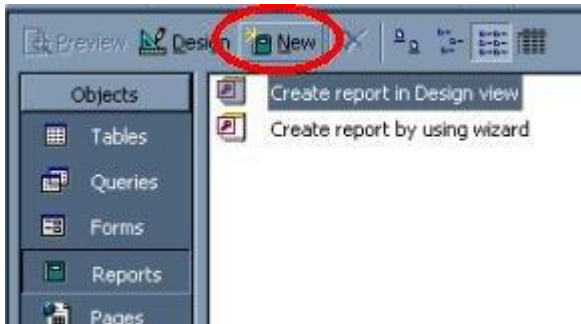 Preview Design New
Objects
Create report in Design view
Tables
Create report by using wizard
Queries
Forms
Reports
Pages